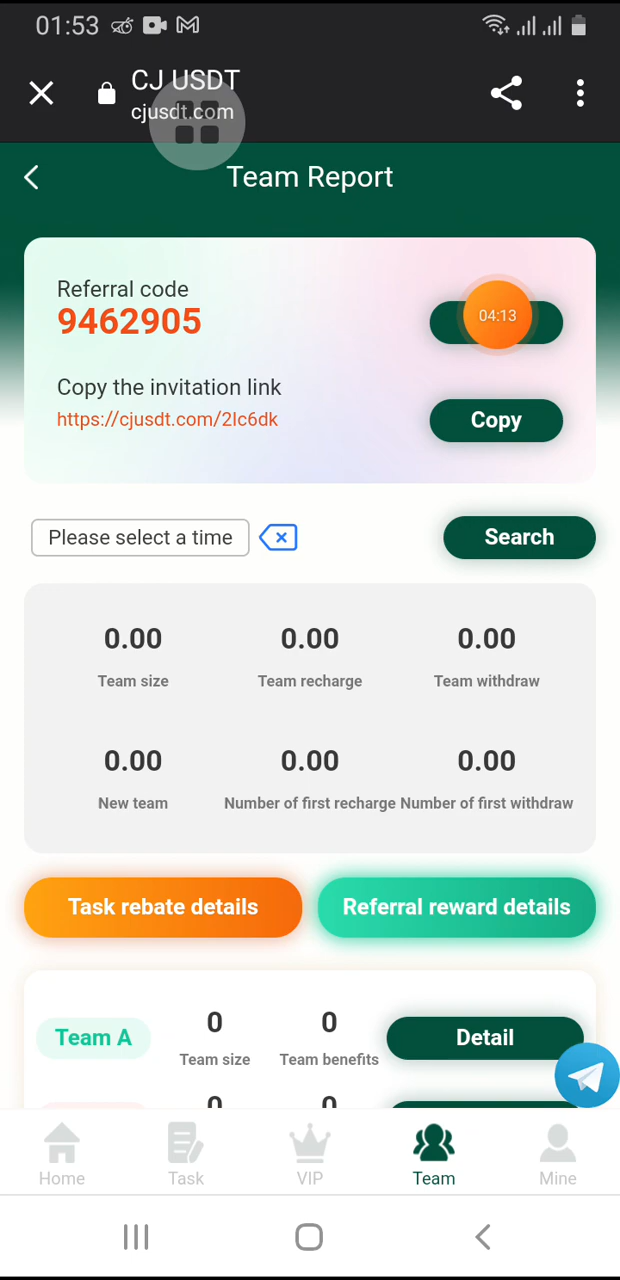 01:53
CJ USDT
cjusdt.com
Team Report
Referral code
9462905
04:13
Copy the invitation link
https://cjusdt.com/2lc6dk
Copy
Please select a time
Search
0.00 0.00 0.00
Team size Team recharge Team withdraw
0.00 0.00 0.00
New team Number of first recharge Number of first withdraw
Task rebate details Referral reward details
Team A 0 0 Detail
Team size Team benefits
0 0
Home Task VIP Team Mine